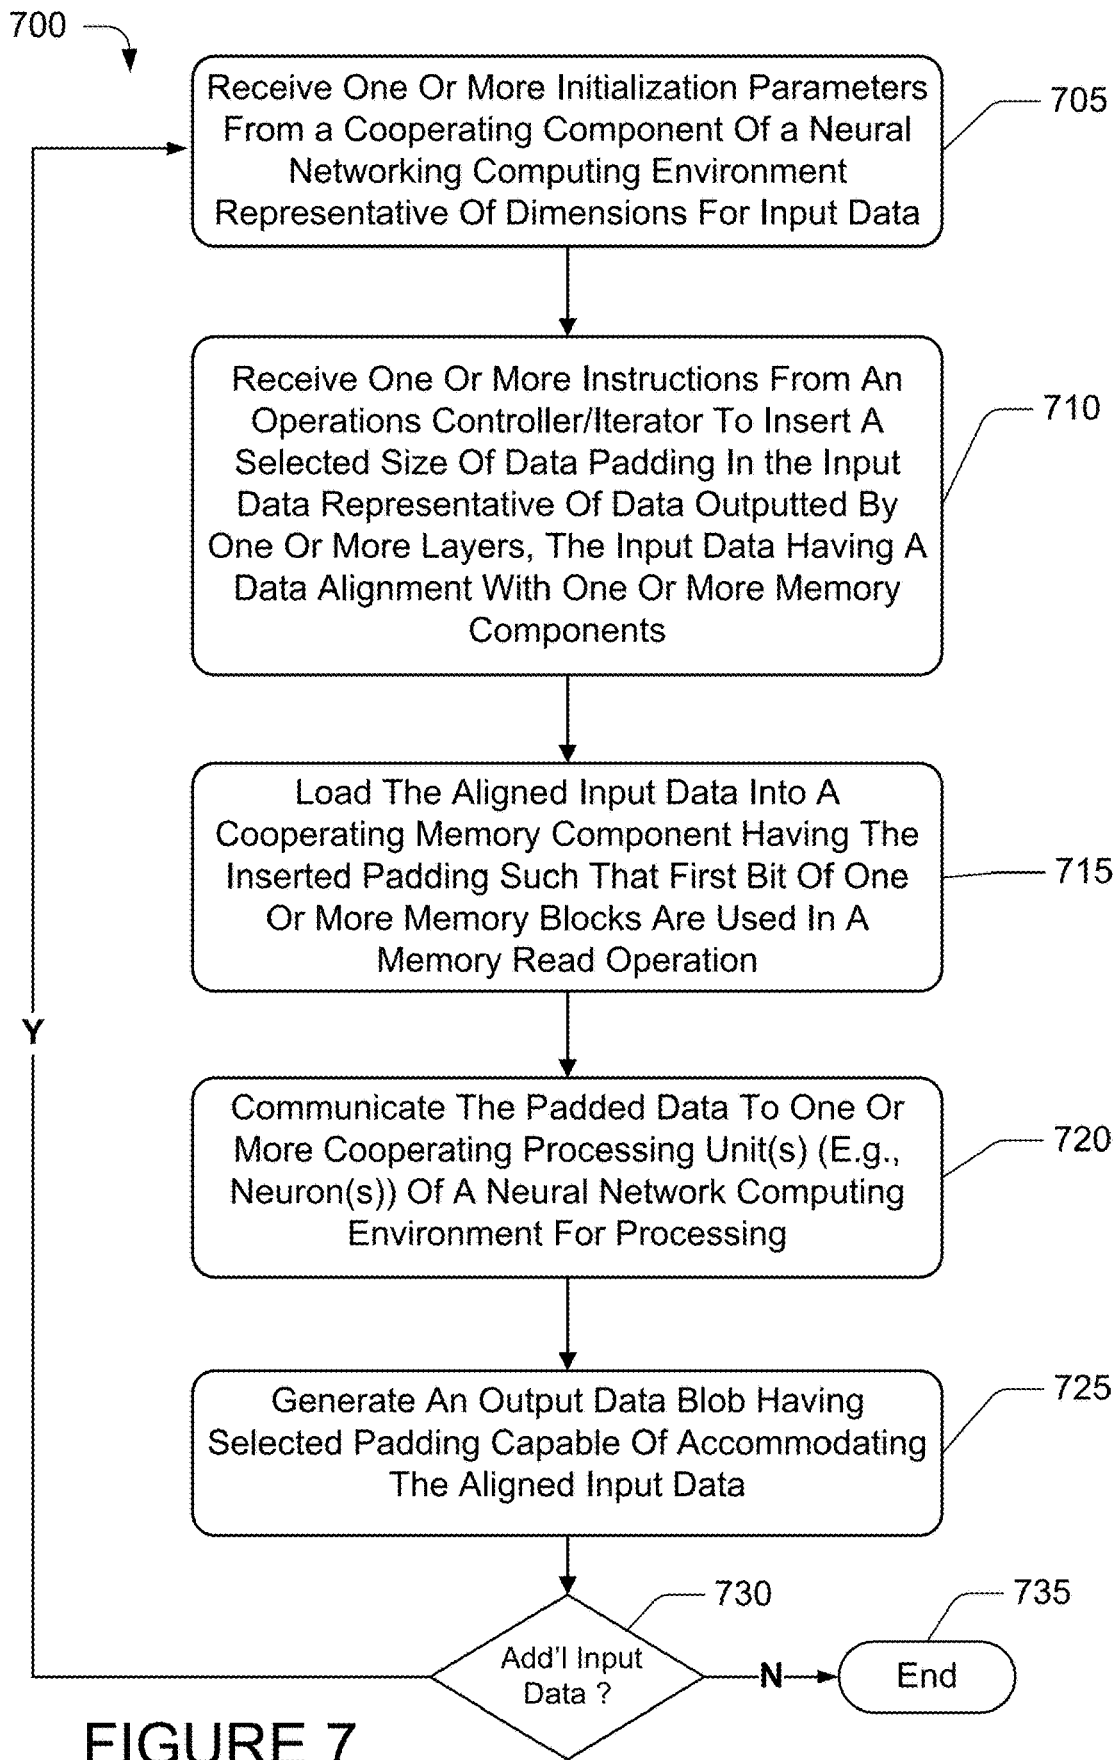 700
Receive One Or More Initialization Parameters
From a Cooperating Component Of a Neural
Networking Computing Environment
Representative Of Dimensions For Input Data
705
Receive One Or More Instructions From An
Operations Controller/Iterator To Insert A
Selected Size Of Data Padding In the Input
Data Representative Of Data Outputted By
One Or More Layers, The Input Data Having A
Data Alignment With One Or More Memory
Components
710
Load The Aligned Input Data Into A
Cooperating Memory Component Having The
Inserted Padding Such That First Bit Of One
Or More Memory Blocks Are Used In A
Memory Read Operation
715
Y
Communicate The Padded Data To One Or
More Cooperating Processing Unit(s) (E.g.,
Neuron(s)) Of A Neural Network Computing
Environment For Processing
720
Generate An Output Data Blob Having
Selected Padding Capable Of Accommodating
The Aligned Input Data
725
730
Add'l Input
Data ?
N
735
End
FIGURE 7